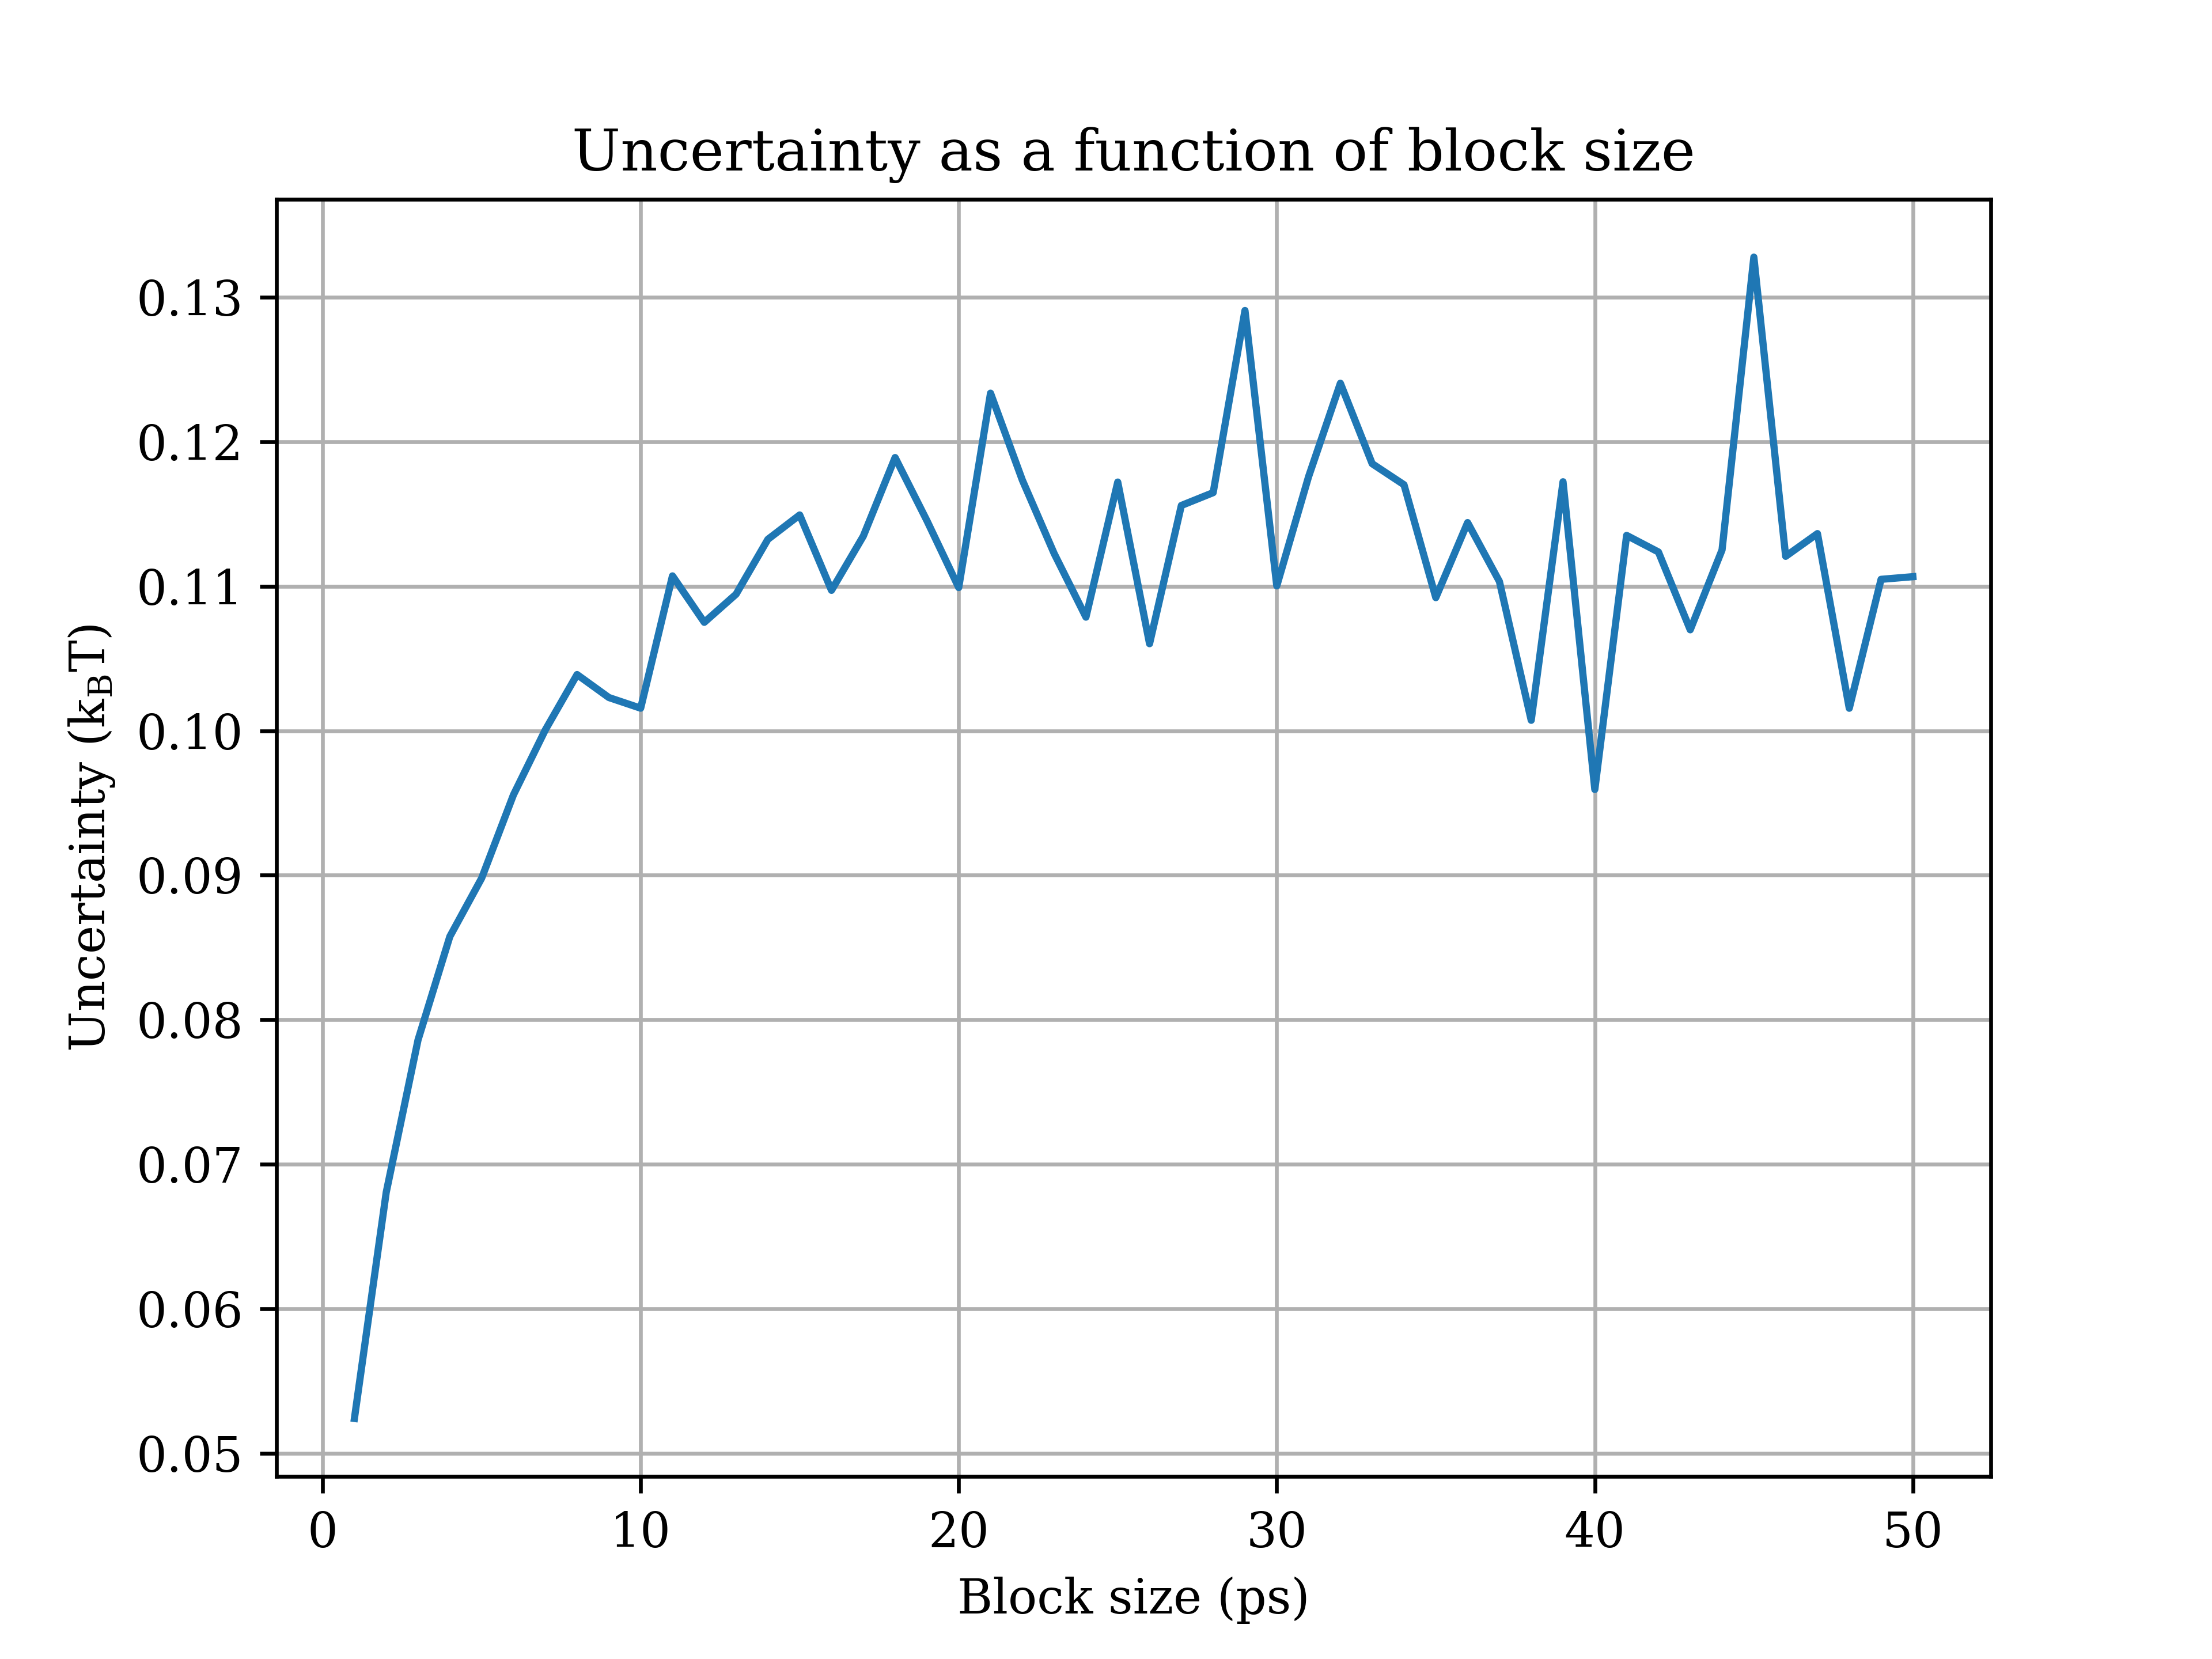 Uncertainty as a function of block size
Uncertainty (k_BT)
0.13
0.12
0.11
0.10
0.09
0.08
0.07
0.06
0.05
0 10 20 30 40 50
Block size (ps)